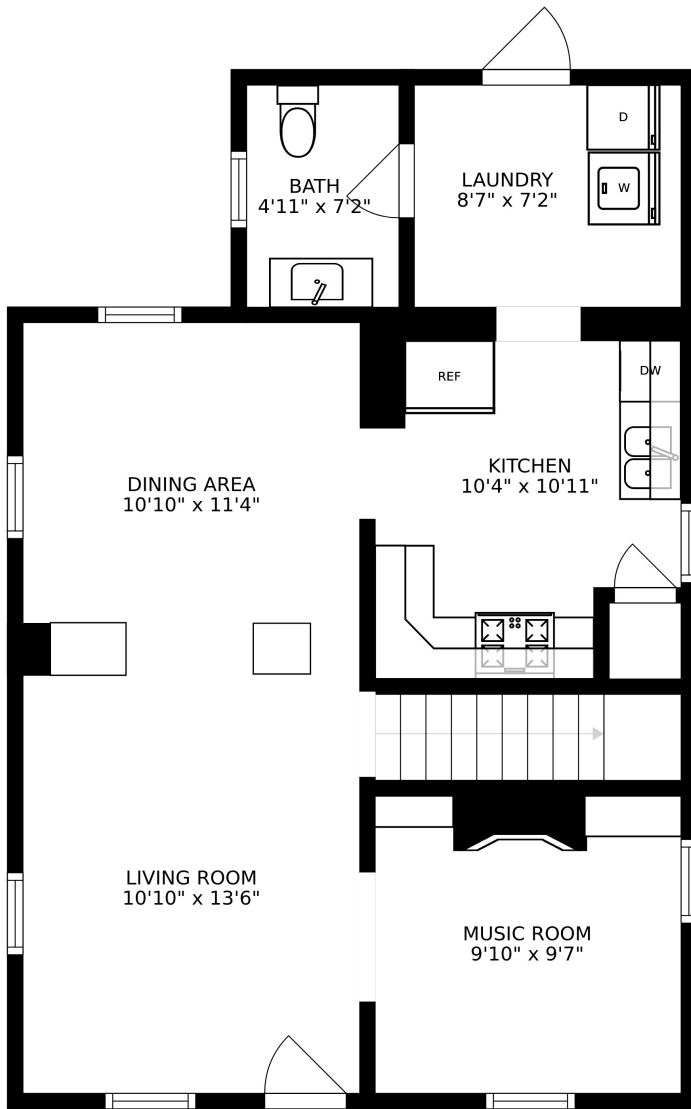 D
BATH
4'11" x 7'2"
LAUNDRY
8'7" x 7'2"
W
REF
DW
KITCHEN
10'4" x 10'11"
DINING AREA
10'10" x 11'4"
LIVING ROOM
10'10" x 13'6"
MUSIC ROOM
9'10" x 9'7"